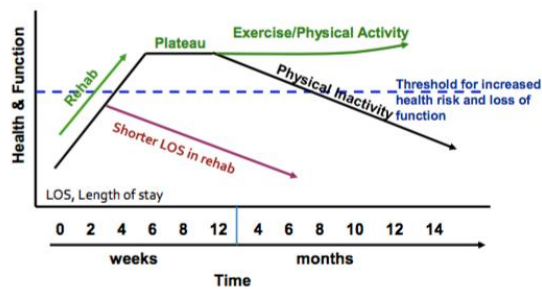 Health & Function
Rehab
Plateau
Exercise/Physical Activity
Physical Inactivity
Threshold for increased
health risk and loss of
function
Shorter LOS in rehab
LOS, Length of stay
0 2 4 6 8 12 4 6 8 10 12 14
weeks months
Time